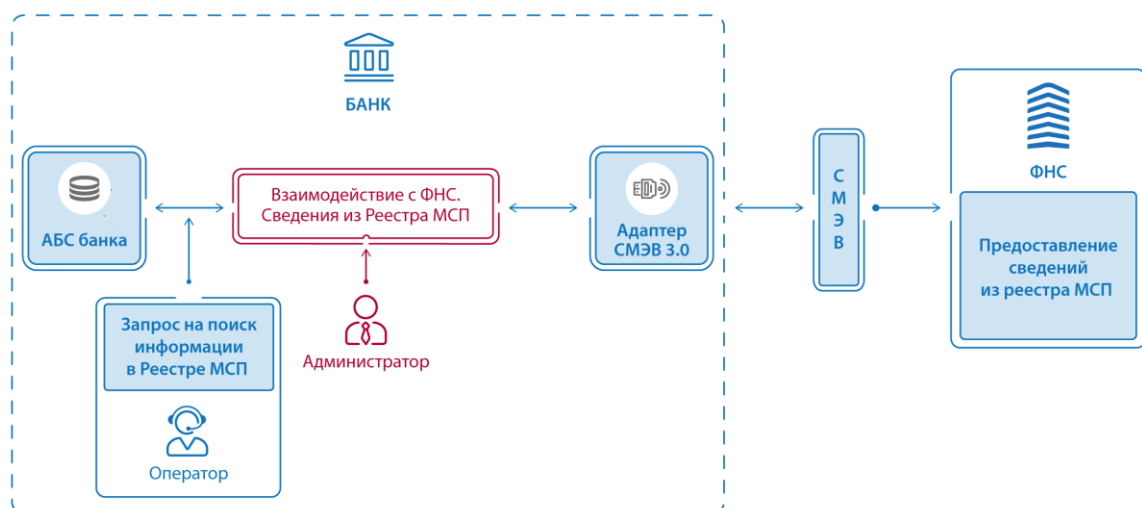 БАНК
АБС банка
Взаимодействие с ФНС.
Сведения из Реестра МСП
Адаптер
СМЭВ 3.0
С
М
Э
В
ФНС
Предоставление
сведений
из реестра МСП
Запрос на поиск
информации
в Реестре МСП
Оператор
Администратор